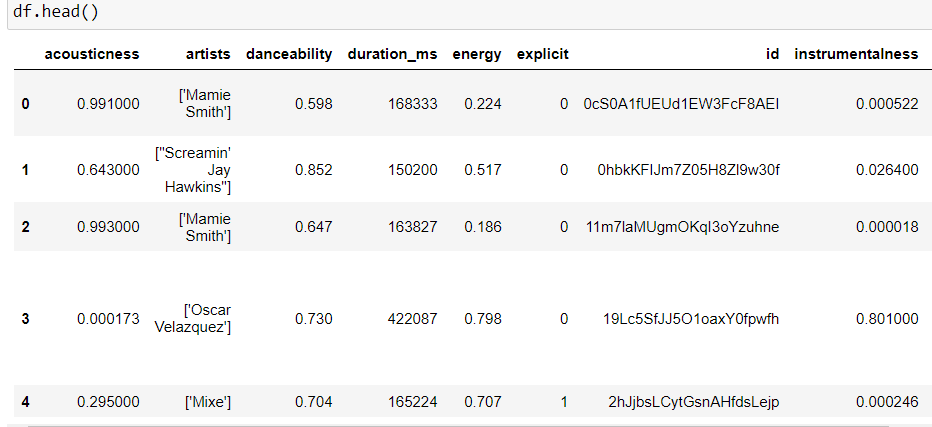 df.head()
acousticness artists danceability duration_ms energy explicit id instrumentalness
0 0.991000 ['Mamie Smith'] 0.598 168333 0.224 0 0cS0A1fUEUd1EW3FcF8AEI 0.000522
1 0.643000 ["Screamin' Jay Hawkins"] 0.852 150200 0.517 0 0hbkKFIJm7Z05H8Zl9w30f 0.026400
2 0.993000 ['Mamie Smith'] 0.647 163827 0.186 0 11m7laMUgmOKqI3oYzuhne 0.000018
3 0.000173 ['Oscar Velazquez'] 0.730 422087 0.798 0 19Lc5SfJJ5O1oaxY0fpwfh 0.801000
4 0.295000 ['Mixe'] 0.704 165224 0.707 1 2hJjbsLCytGsnAHfdsLejp 0.000246